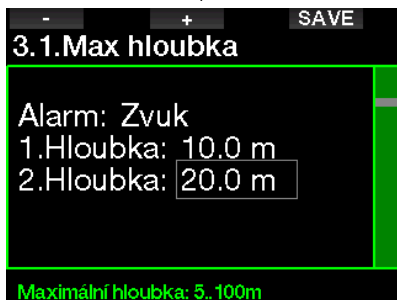 - + SAVE
3.1.Max hloubka
Alarm: Zvuk
1.Hloubka: 10.0 m
2.Hloubka: 20.0 m
Maximální hloubka: 5..100m